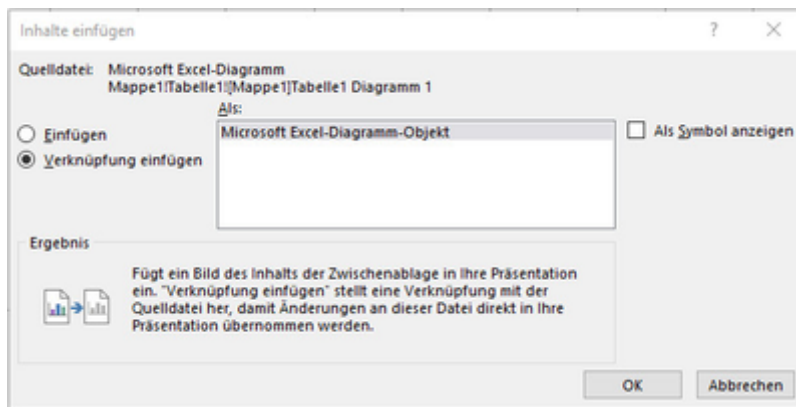 Inhalte einfügen
?
Quelldatei: Microsoft Excel-Diagramm
Mappe1!Tabelle1![Mappe1]Tabelle1 Diagramm 1
Als:
Einfügen
Verknüpfung einfügen
Microsoft Excel-Diagramm-Objekt
Als Symbol anzeigen
Ergebnis
Fügt ein Bild des Inhalts der Zwischenablage in Ihre Präsentation
ein. "Verknüpfung einfügen" stellt eine Verknüpfung mit der
Quelldatei her, damit Änderungen an dieser Datei direkt in Ihre
Präsentation übernommen werden.
OK
Abbrechen